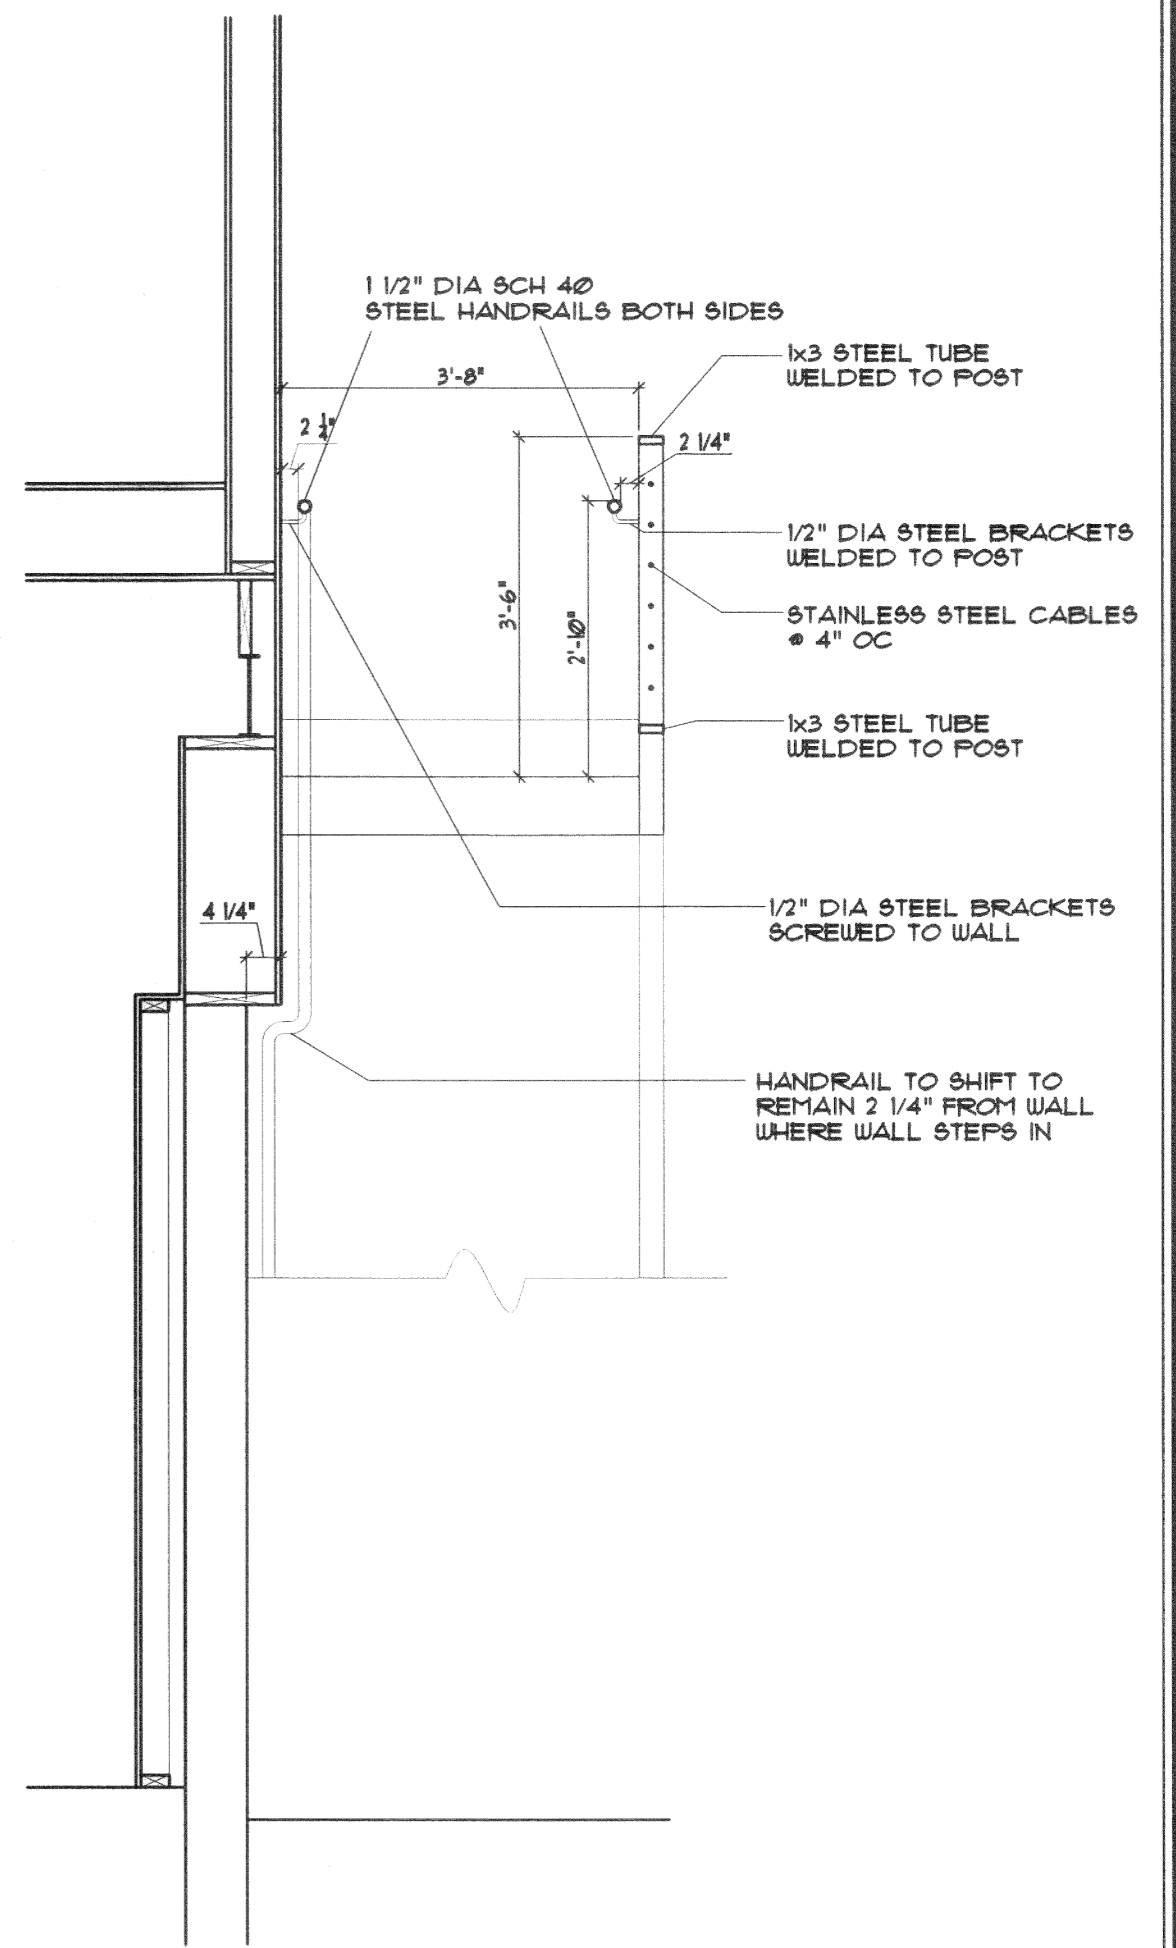 1 1/2" DIA SCH 40
STEEL HANDRAILS BOTH SIDES
1x3 STEEL TUBE
WELDED TO POST
3'-8"
2 1/4"
2 1/4"
1/2" DIA STEEL BRACKETS
WELDED TO POST
3'-6"
2'-10"
STAINLESS STEEL CABLES
@ 4" OC
1x3 STEEL TUBE
WELDED TO POST
4 1/4"
1/2" DIA STEEL BRACKETS
SCREWED TO WALL
HANDRAIL TO SHIFT TO
REMAIN 2 1/4" FROM WALL
WHERE WALL STEPS IN